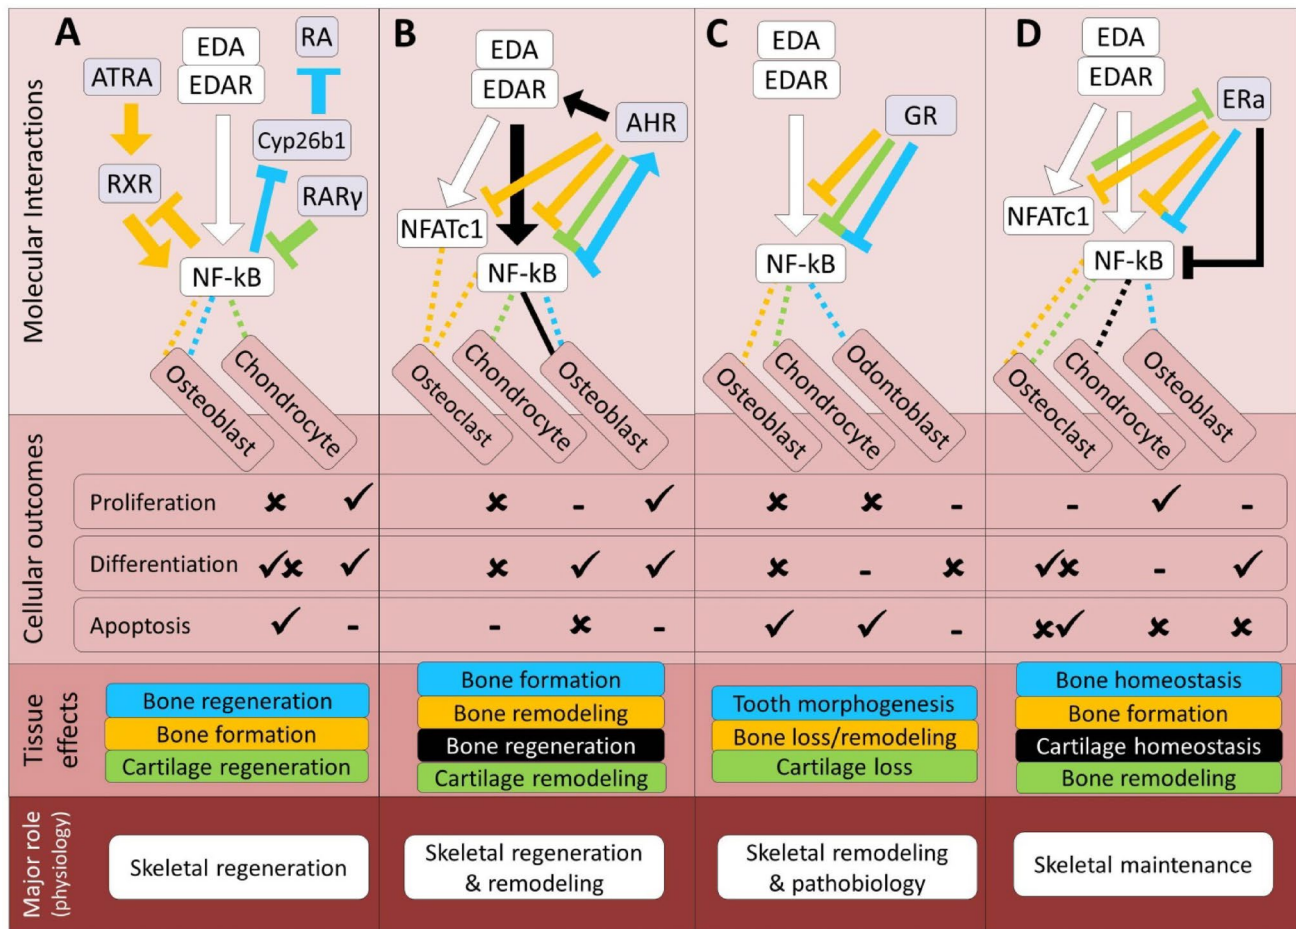 A
RA
EDA
EDAR
ATRA
Cyp26b1
RXR
RARγ
NF-kB
Osteoblast
Chondrocyte
B
EDA
EDAR
AHR
NFATc1
NF-kB
Osteoclast
Chondrocyte
Osteoblast
C
EDA
EDAR
GR
NF-kB
Osteoblast
Chondrocyte
Odontoblast
D
EDA
EDAR
ERa
NFATc1
NF-kB
Osteoclast
Chondrocyte
Osteoblast
Molecular Interactions
Cellular outcomes
Proliferation ✘ ✓ ✘ - ✓ ✘ ✘ - - ✓ -
Differentiation ✓✘ ✓ ✘ ✓ ✓ ✘ - ✘ ✓✘ - ✓
Apoptosis ✓ - - ✘ - ✓ ✓ - ✘✓ ✘ ✘
Tissue
effects
Bone regeneration
Bone formation
Cartilage regeneration
Bone formation
Bone remodeling
Bone regeneration
Cartilage remodeling
Tooth morphogenesis
Bone loss/remodeling
Cartilage loss
Bone homeostasis
Bone formation
Cartilage homeostasis
Bone remodeling
Major role
(physiology)
Skeletal regeneration
Skeletal regeneration
& remodeling
Skeletal remodeling
& pathobiology
Skeletal maintenance